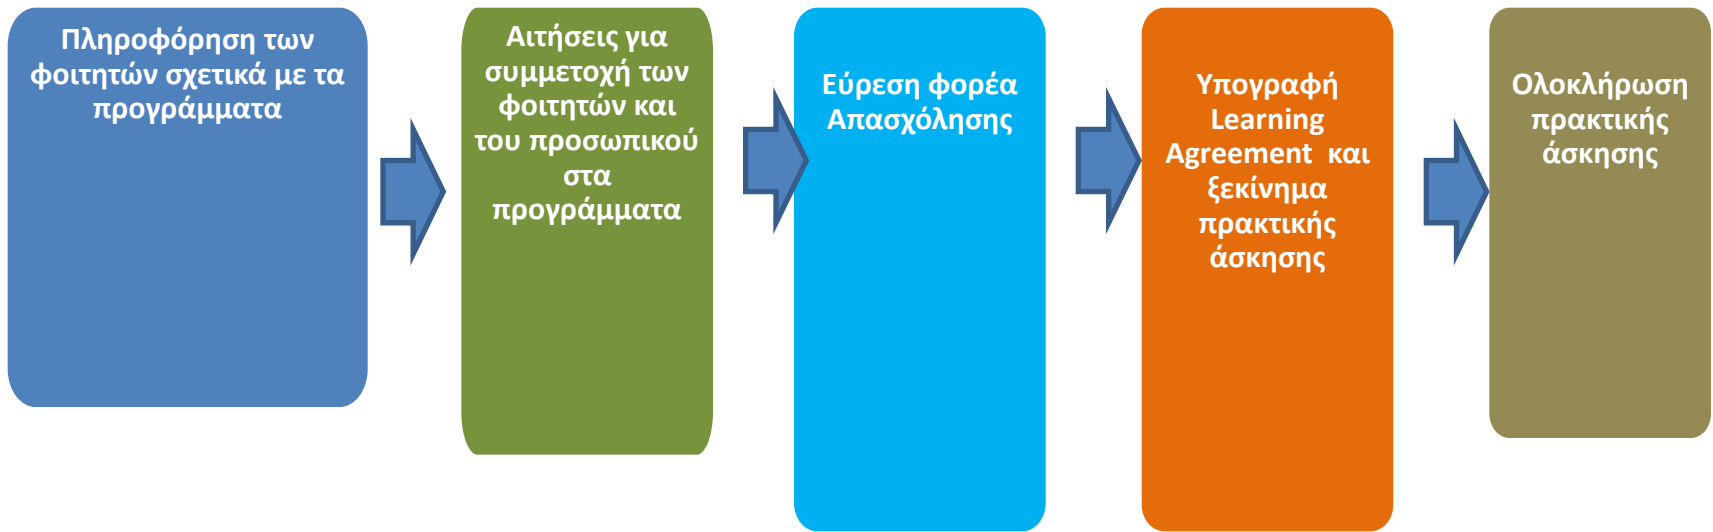 Πληροφόρηση των
φοιτητών σχετικά με τα
προγράμματα
Αιτήσεις για
συμμετοχή των
φοιτητών και
του προσωπικού
στα
προγράμματα
Εύρεση φορέα
Απασχόλησης
Υπογραφή
Learning
Agreement και
ξεκίνημα
πρακτικής
άσκησης
Ολοκλήρωση
πρακτικής
άσκησης